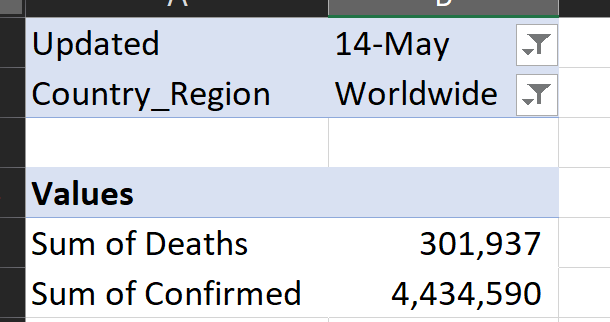 Updated 14-May
Country_Region Worldwide
Values
Sum of Deaths 301,937
Sum of Confirmed 4,434,590